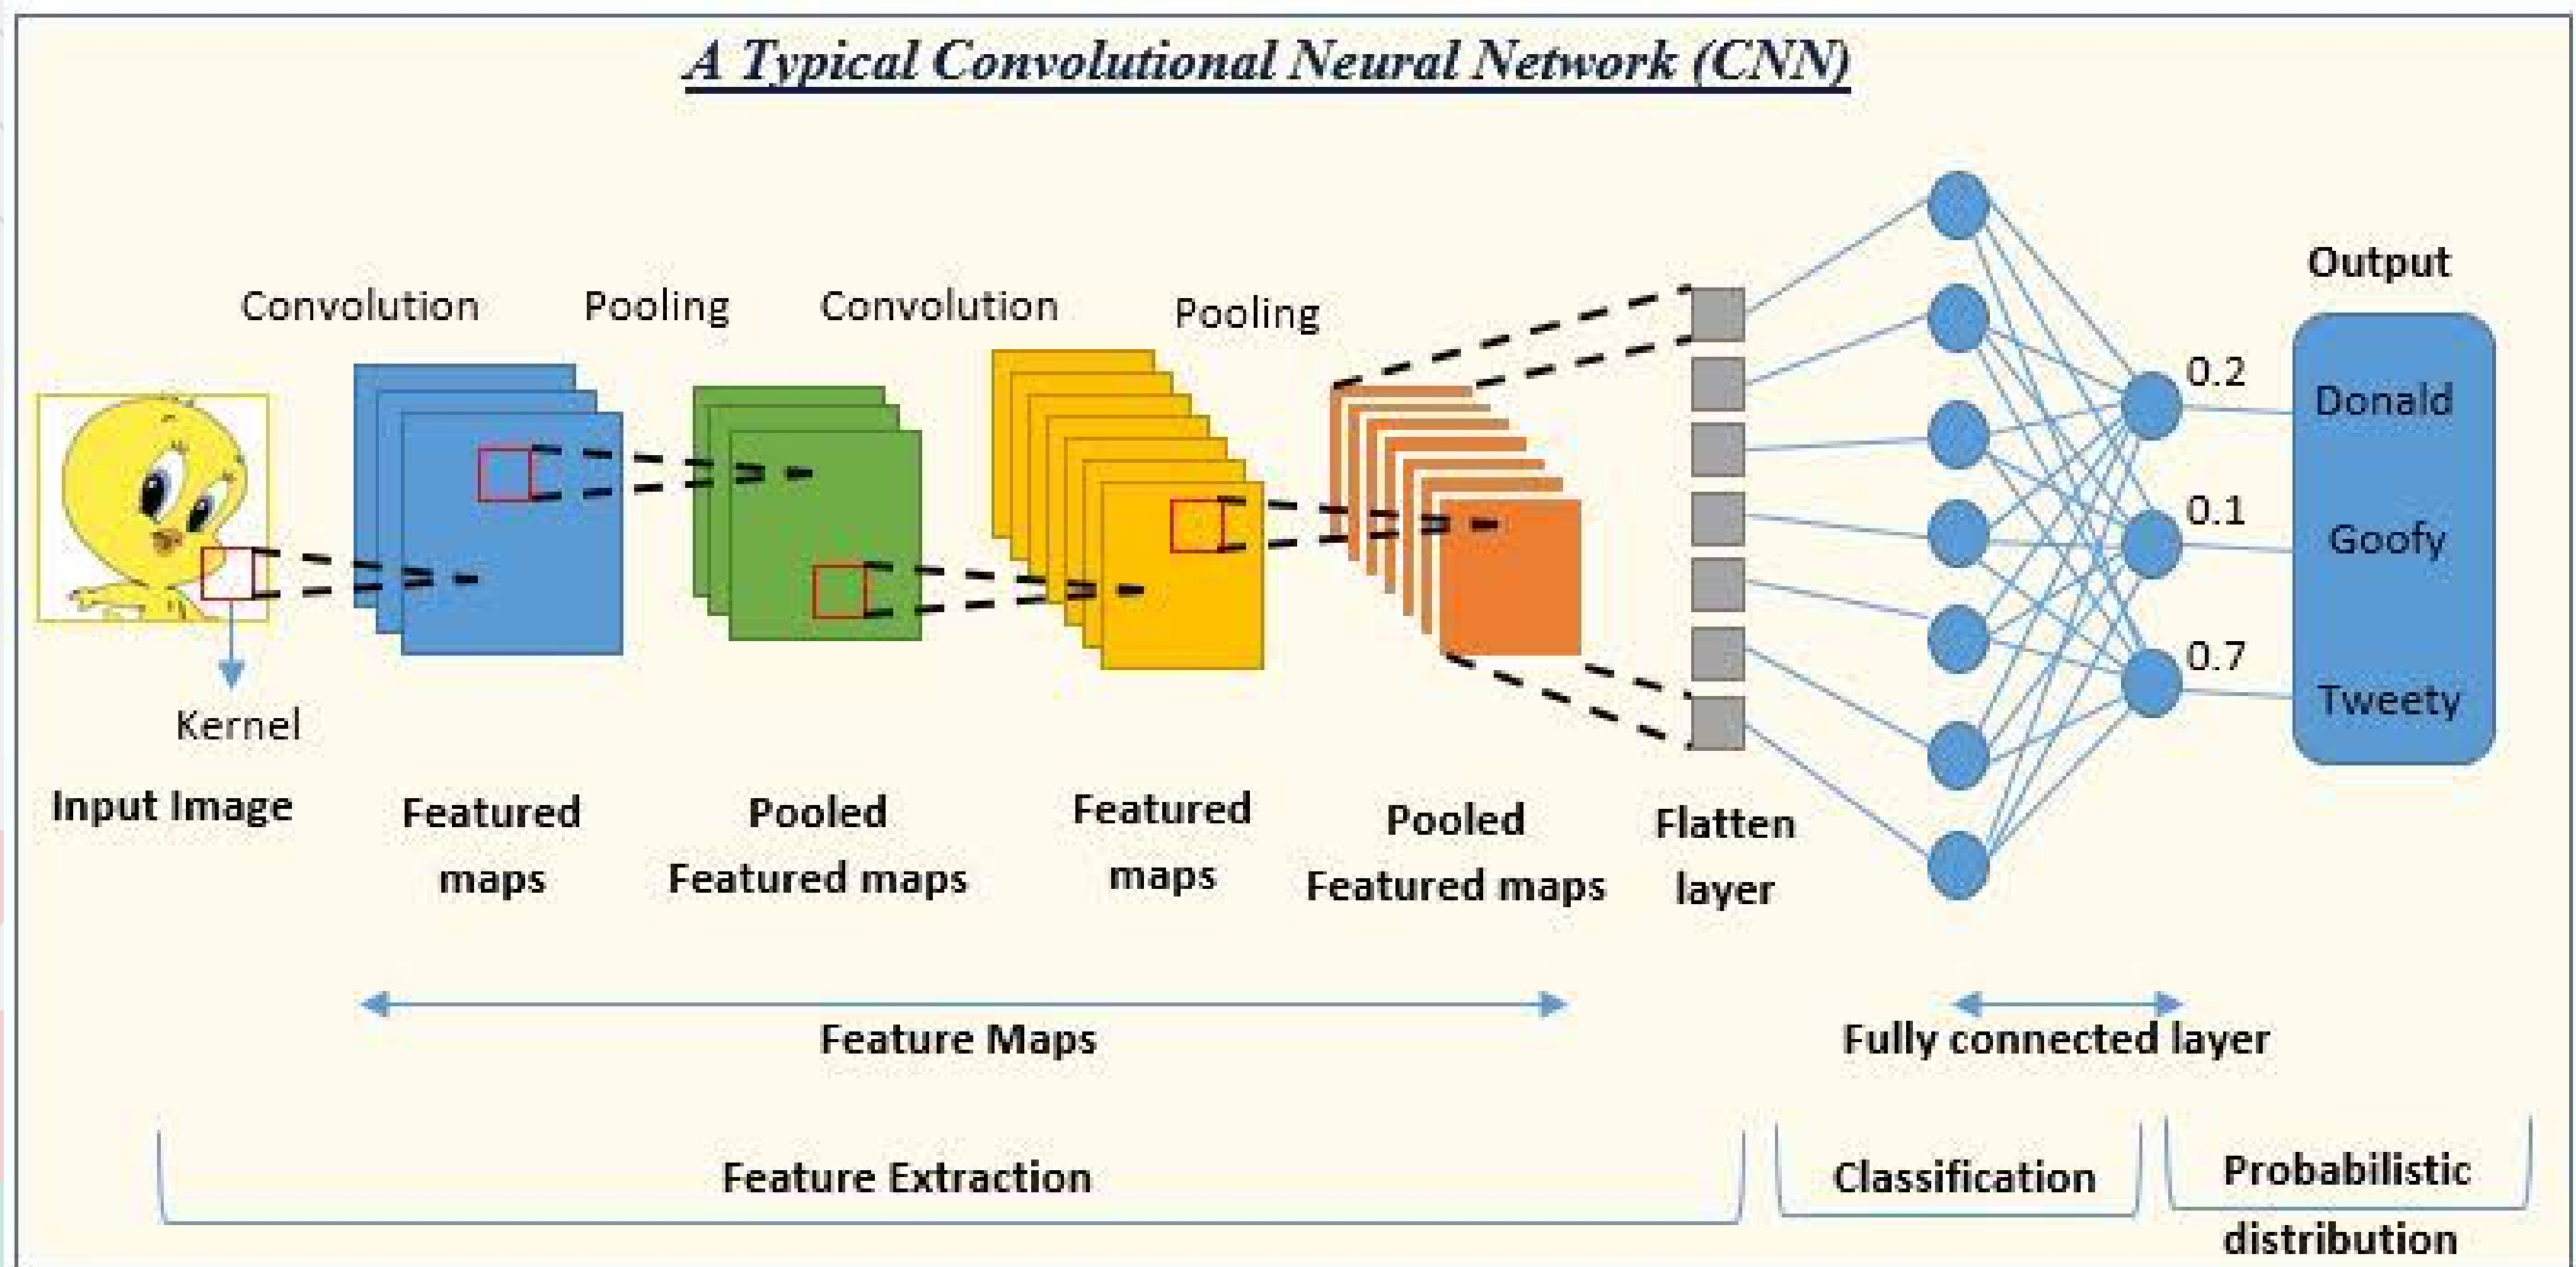 A Typical Convolutional Neural Network (CNN)
Convolution
Pooling
Convolution
Pooling
Output
0.2
Donald
0.1
Goofy
0.7
Tweety
Kernel
Input Image
Featured
maps
Pooled
Featured maps
Featured
maps
Pooled
Featured maps
Flatten
layer
Feature Maps
Fully connected layer
Feature Extraction
Classification
Probabilistic
distribution